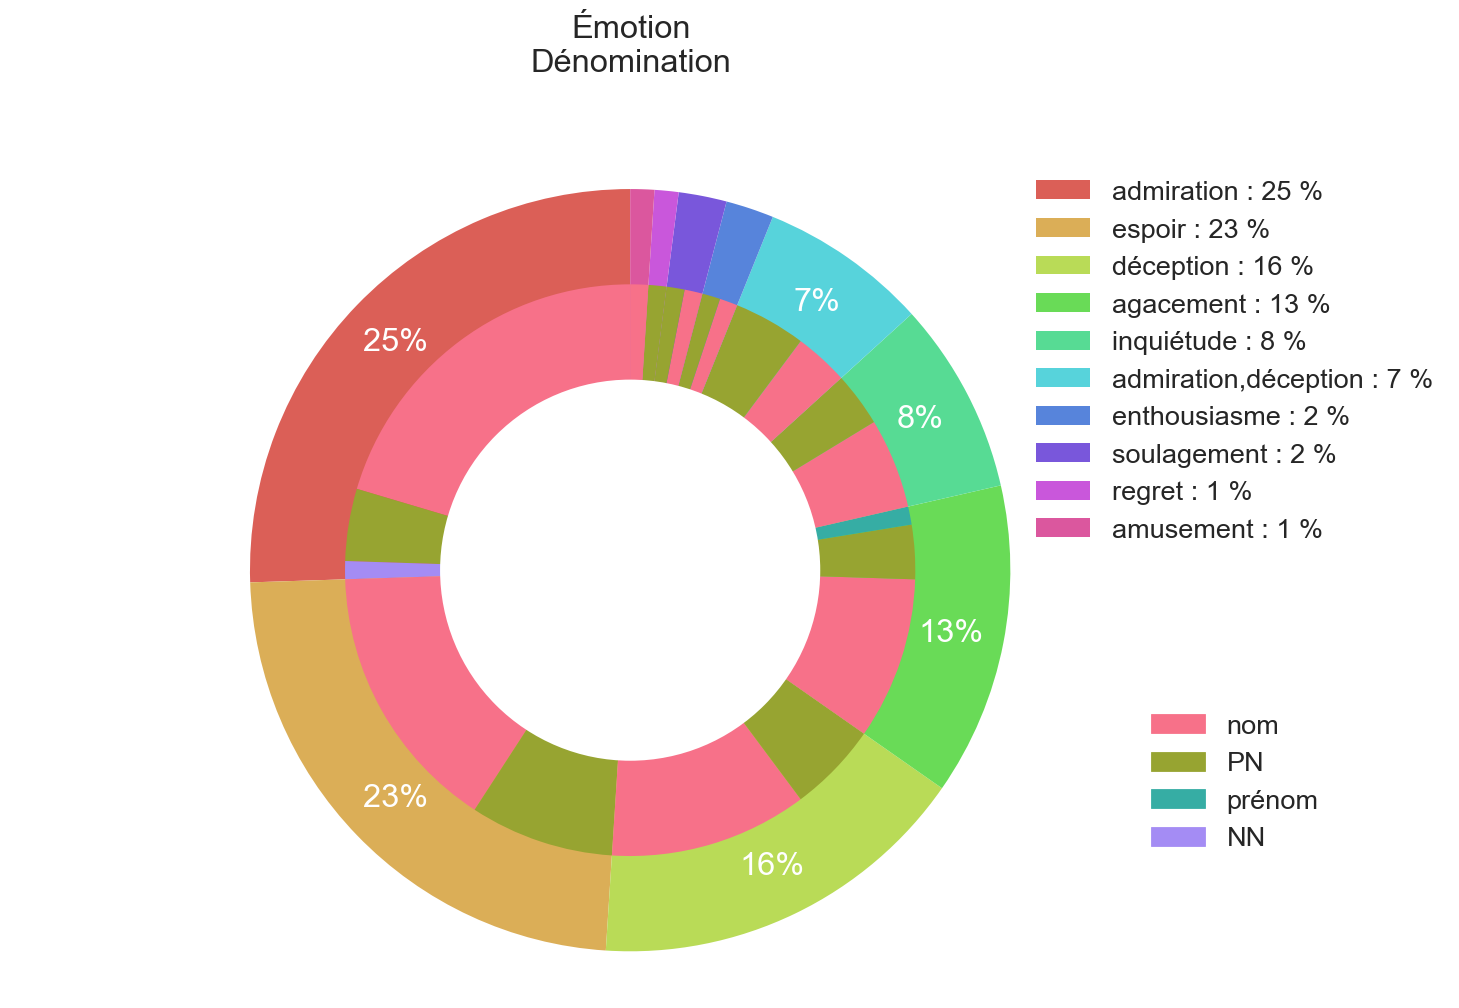 Émotion
Dénomination
admiration : 25 %
espoir : 23 %
déception : 16 %
agacement : 13 %
inquiétude : 8 %
admiration,déception : 7 %
enthousiasme : 2 %
soulagement : 2 %
regret : 1 %
amusement : 1 %
7%
25%
8%
13%
23%
16%
nom
PN
prénom
NN